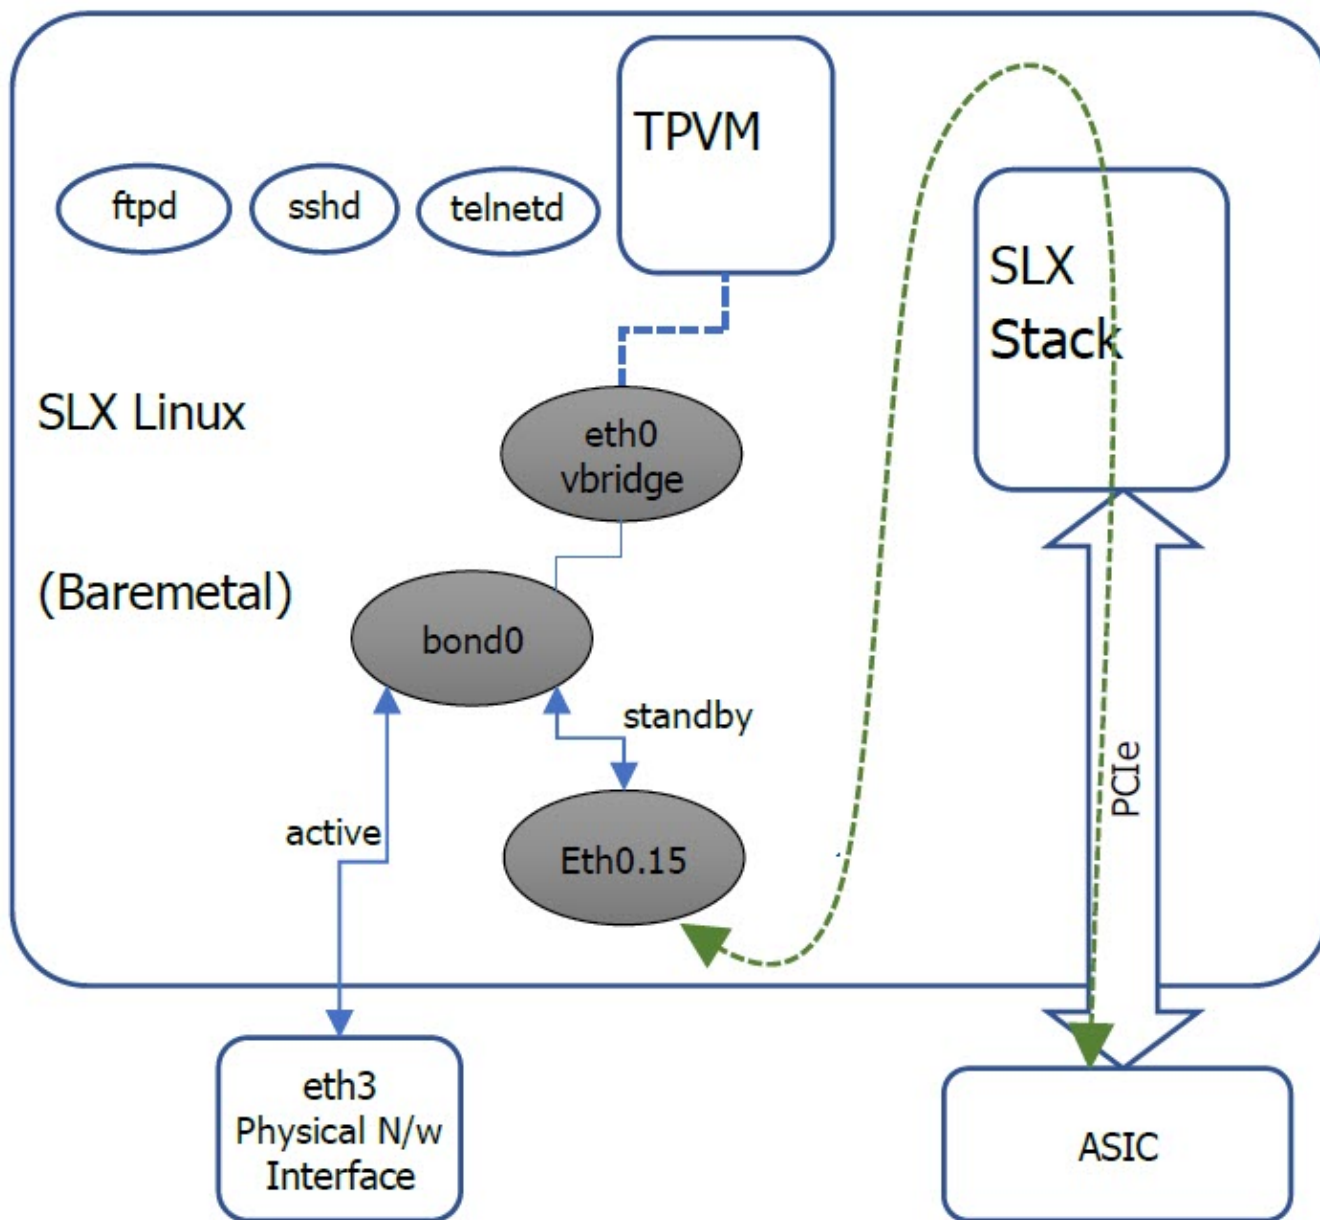 TPVM
ftpd
sshd
telnetd
SLX
Stack
SLX Linux
eth0
vbridge
(Baremetal)
bond0
standby
PCIe
active
Eth0.15
eth3
Physical N/w
Interface
ASIC